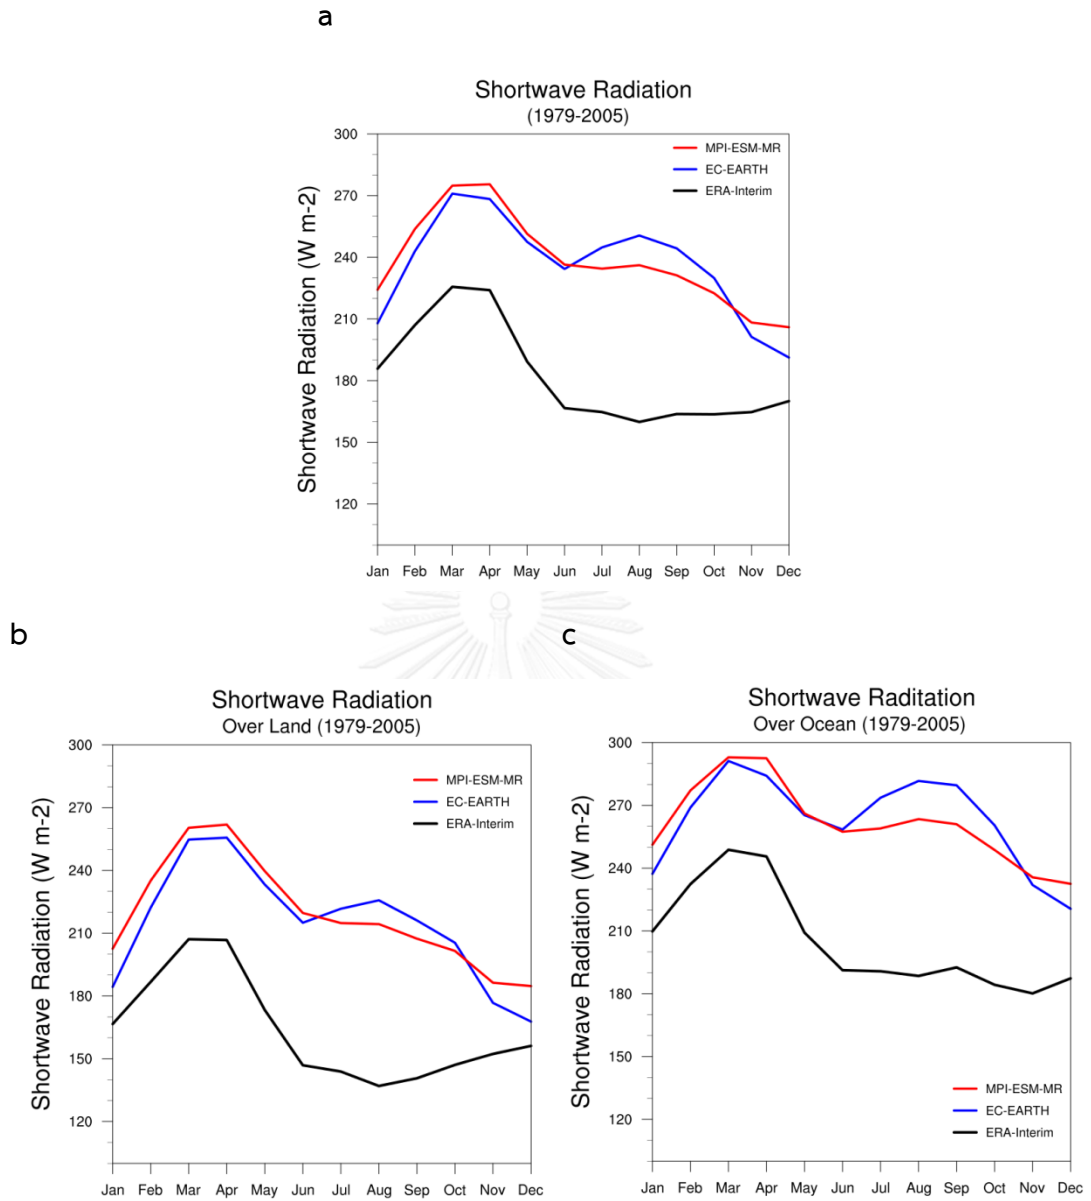 a
Shortwave Radiation
(1979-2005)
Shortwave Radiation (W m-2)
300
270
240
210
180
150
120
MPI-ESM-MR
EC-EARTH
ERA-Interim
Jan Feb Mar Apr May Jun Jul Aug Sep Oct Nov Dec
b
Shortwave Radiation
Over Land (1979-2005)
Shortwave Radiation (W m-2)
300
270
240
210
180
150
120
MPI-ESM-MR
EC-EARTH
ERA-Interim
Jan Feb Mar Apr May Jun Jul Aug Sep Oct Nov Dec
c
Shortwave Raditation
Over Ocean (1979-2005)
Shortwave Radiation (W m-2)
300
270
240
210
180
150
120
MPI-ESM-MR
EC-EARTH
ERA-Interim
Jan Feb Mar Apr May Jun Jul Aug Sep Oct Nov Dec